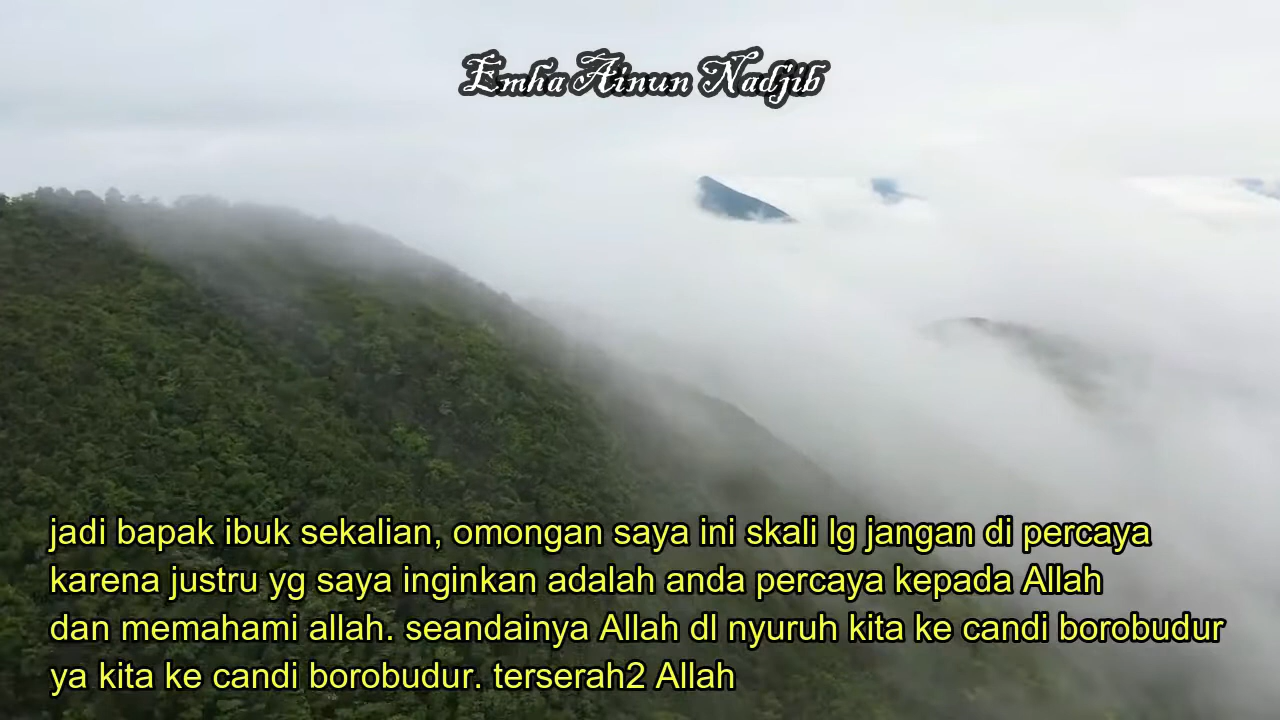 Emha Ainun Nadjib
jadi bapak ibuk sekalian, omongan saya ini skali lg jangan di percaya
karena justru yg saya inginkan adalah anda percaya kepada Allah
dan memahami allah. seandainya Allah dl nyuruh kita ke candi borobudur
ya kita ke candi borobudur. terserah2 Allah